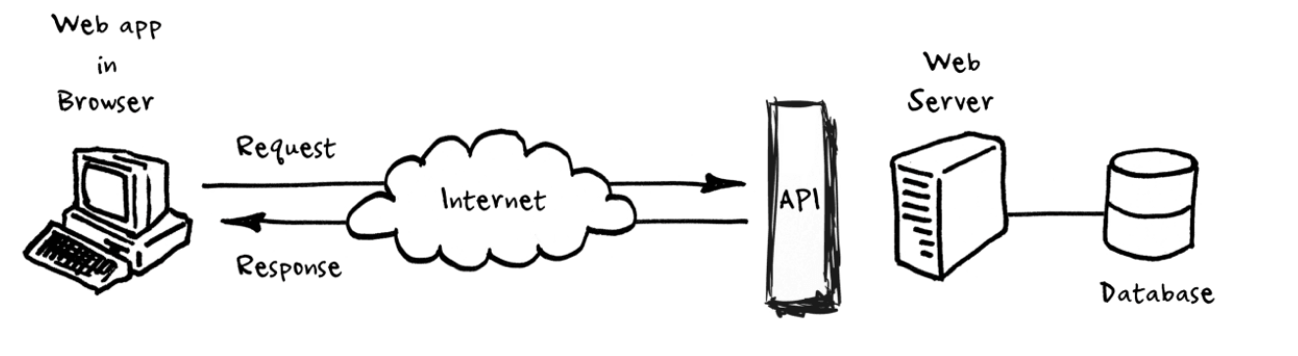 Web app
in
Browser
Request
Response
Internet
API
Web
Server
Database